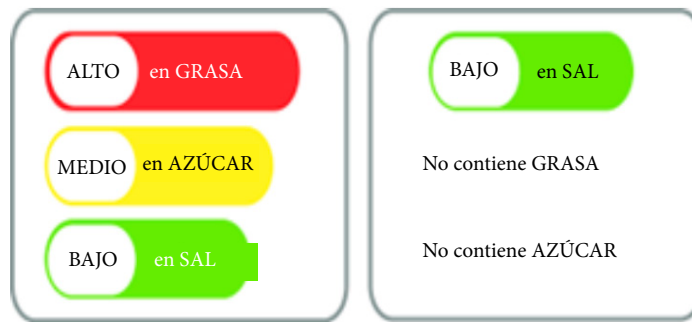 ALTO en GRASA
MEDIO en AZÚCAR
BAJO en SAL
BAJO en SAL
No contiene GRASA
No contiene AZÚCAR